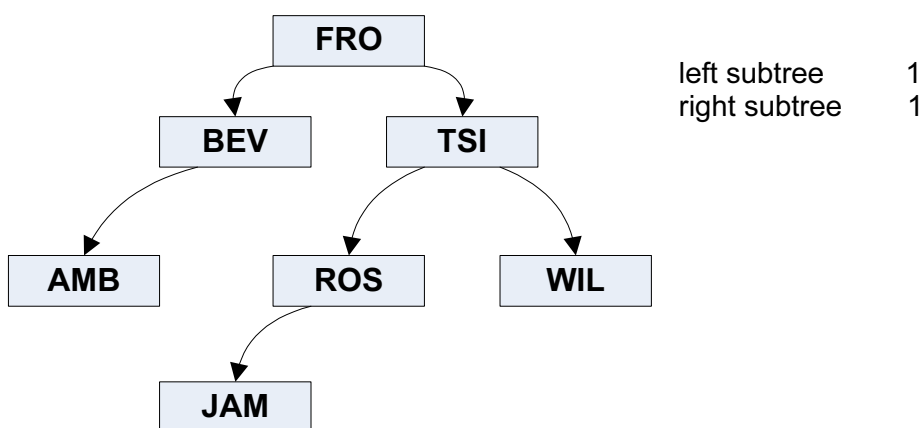 FRO
left subtree 1
right subtree 1
BEV TSI
AMB ROS WIL
JAM